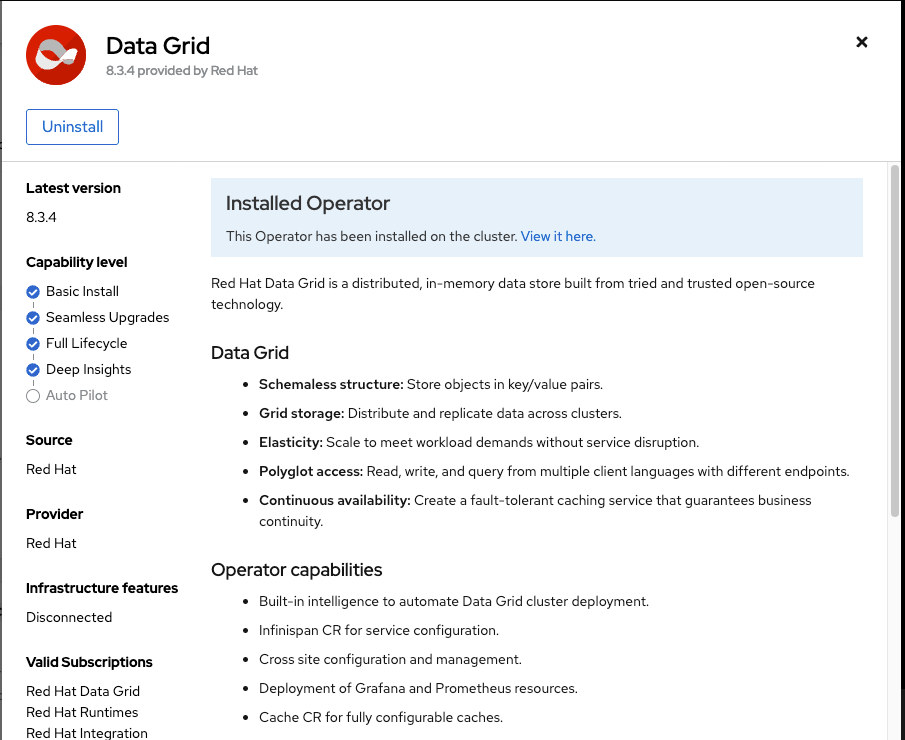 Data Grid
8.3.4 provided by Red Hat
Uninstall
Latest version
8.3.4
Capability level
Basic Install
Seamless Upgrades
Full Lifecycle
Deep Insights
Auto Pilot
Source
Red Hat
Provider
Red Hat
Infrastructure features
Disconnected
Valid Subscriptions
Red Hat Data Grid
Red Hat Runtimes
Red Hat Integration
Installed Operator
This Operator has been installed on the cluster. View it here.
Red Hat Data Grid is a distributed, in-memory data store built from tried and trusted open-source
technology.
Data Grid
• Schemaless structure: Store objects in key/value pairs.
• Grid storage: Distribute and replicate data across clusters.
• Elasticity: Scale to meet workload demands without service disruption.
• Polyglot access: Read, write, and query from multiple client languages with different endpoints.
• Continuous availability: Create a fault-tolerant caching service that guarantees business
continuity.
Operator capabilities
• Built-in intelligence to automate Data Grid cluster deployment.
• Infinispan CR for service configuration.
• Cross site configuration and management.
• Deployment of Grafana and Prometheus resources.
• Cache CR for fully configurable caches.